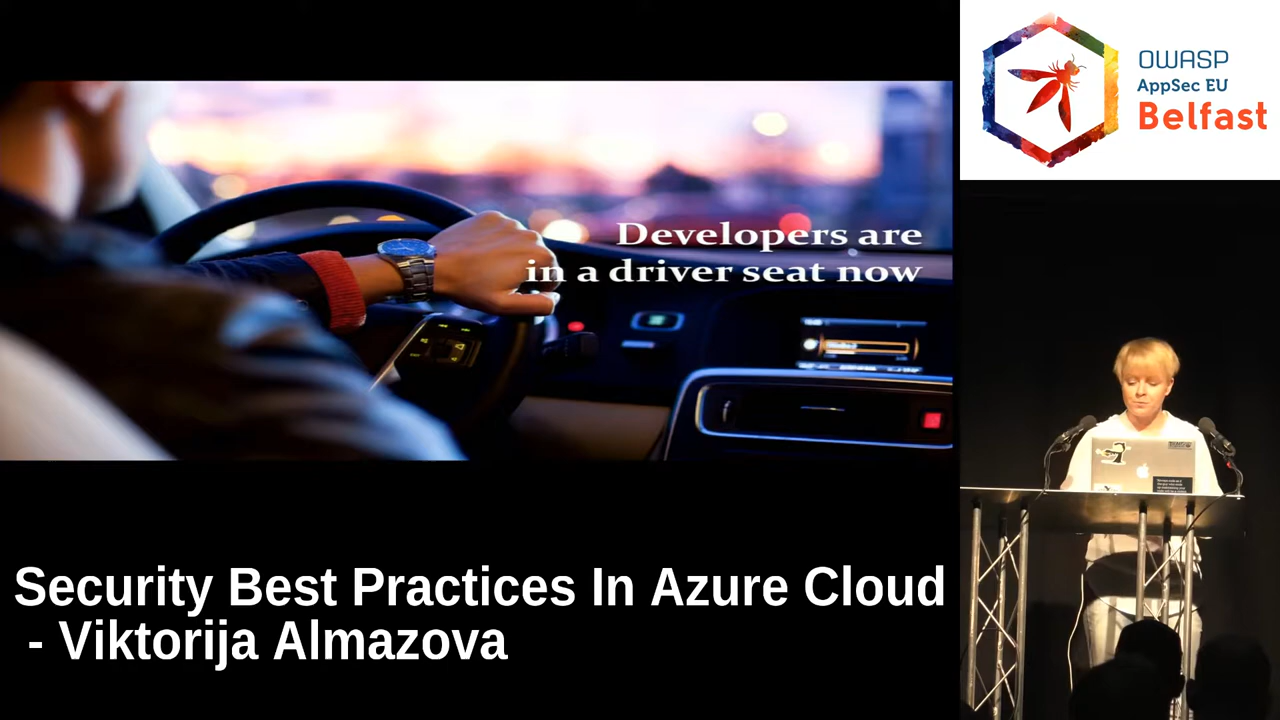 OWASP
AppSec EU
Belfast
Developers are
in a driver seat now
Security Best Practices In Azure Cloud
- Viktorija Almazova